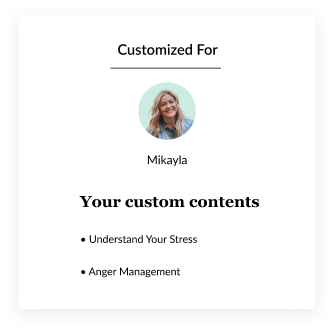 Customized For
Mikayla
Your custom contents
• Understand Your Stress
• Anger Management